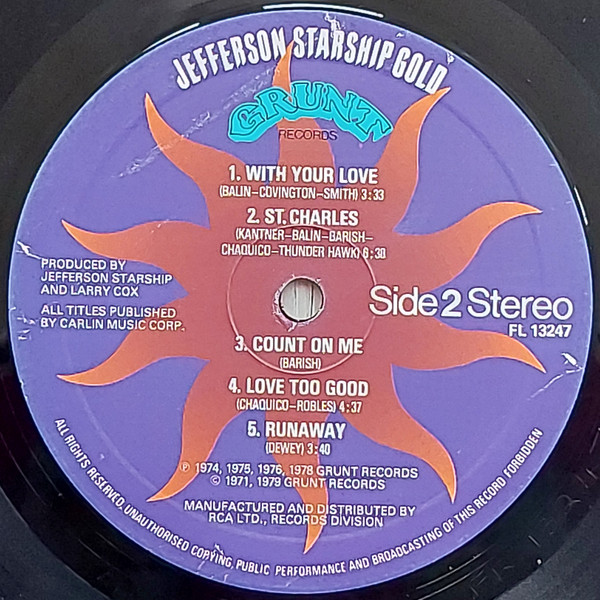 JEFFERSON STARSHIP GOLD
GRUNT
RECORDS
1. WITH YOUR LOVE
(BALIN–COVINGTON–SMITH) 3:33
2. ST. CHARLES
(KANTNER–BALIN–BARISH–
CHAQUICO–THUNDER HAWK) 6:30
PRODUCED BY
JEFFERSON STARSHIP
AND LARRY COX
ALL TITLES PUBLISHED
BY CARLIN MUSIC CORP.
Side 2 Stereo
FL 13247
3. COUNT ON ME
(BARISH)
4. LOVE TOO GOOD
(CHAQUICO–ROBLES) 4:37
5. RUNAWAY
(DEWEY) 3:40
℗ 1974, 1975, 1976, 1978 GRUNT RECORDS
© 1971, 1979 GRUNT RECORDS
MANUFACTURED AND DISTRIBUTED BY
RCA LTD., RECORDS DIVISION
ALL RIGHTS RESERVED. UNAUTHORISED COPYING, PUBLIC PERFORMANCE AND BROADCASTING OF THIS RECORD FORBIDDEN